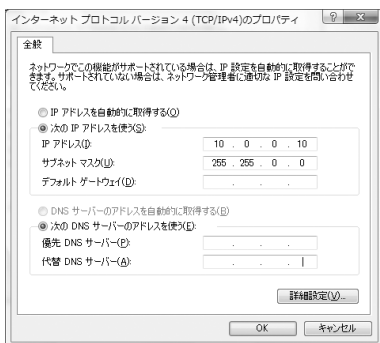 インターネット プロトコル バージョン 4 (TCP/IPv4)のプロパティ
全般
ネットワークでこの機能がサポートされている場合は、IP 設定を自動的に取得することがで
きます。サポートされていない場合は、ネットワーク管理者に適切な IP 設定を問い合わせ
てください。
IP アドレスを自動的に取得する(O)
次の IP アドレスを使う(S):
IP アドレス(I): 10 . 0 . 0 . 10
サブネット マスク(U): 255 . 255 . 0 . 0
デフォルト ゲートウェイ(D): . . .
DNS サーバーのアドレスを自動的に取得する(B)
次の DNS サーバーのアドレスを使う(E):
優先 DNS サーバー(P): . . .
代替 DNS サーバー(A): . . .
詳細設定(V)...
OK キャンセル